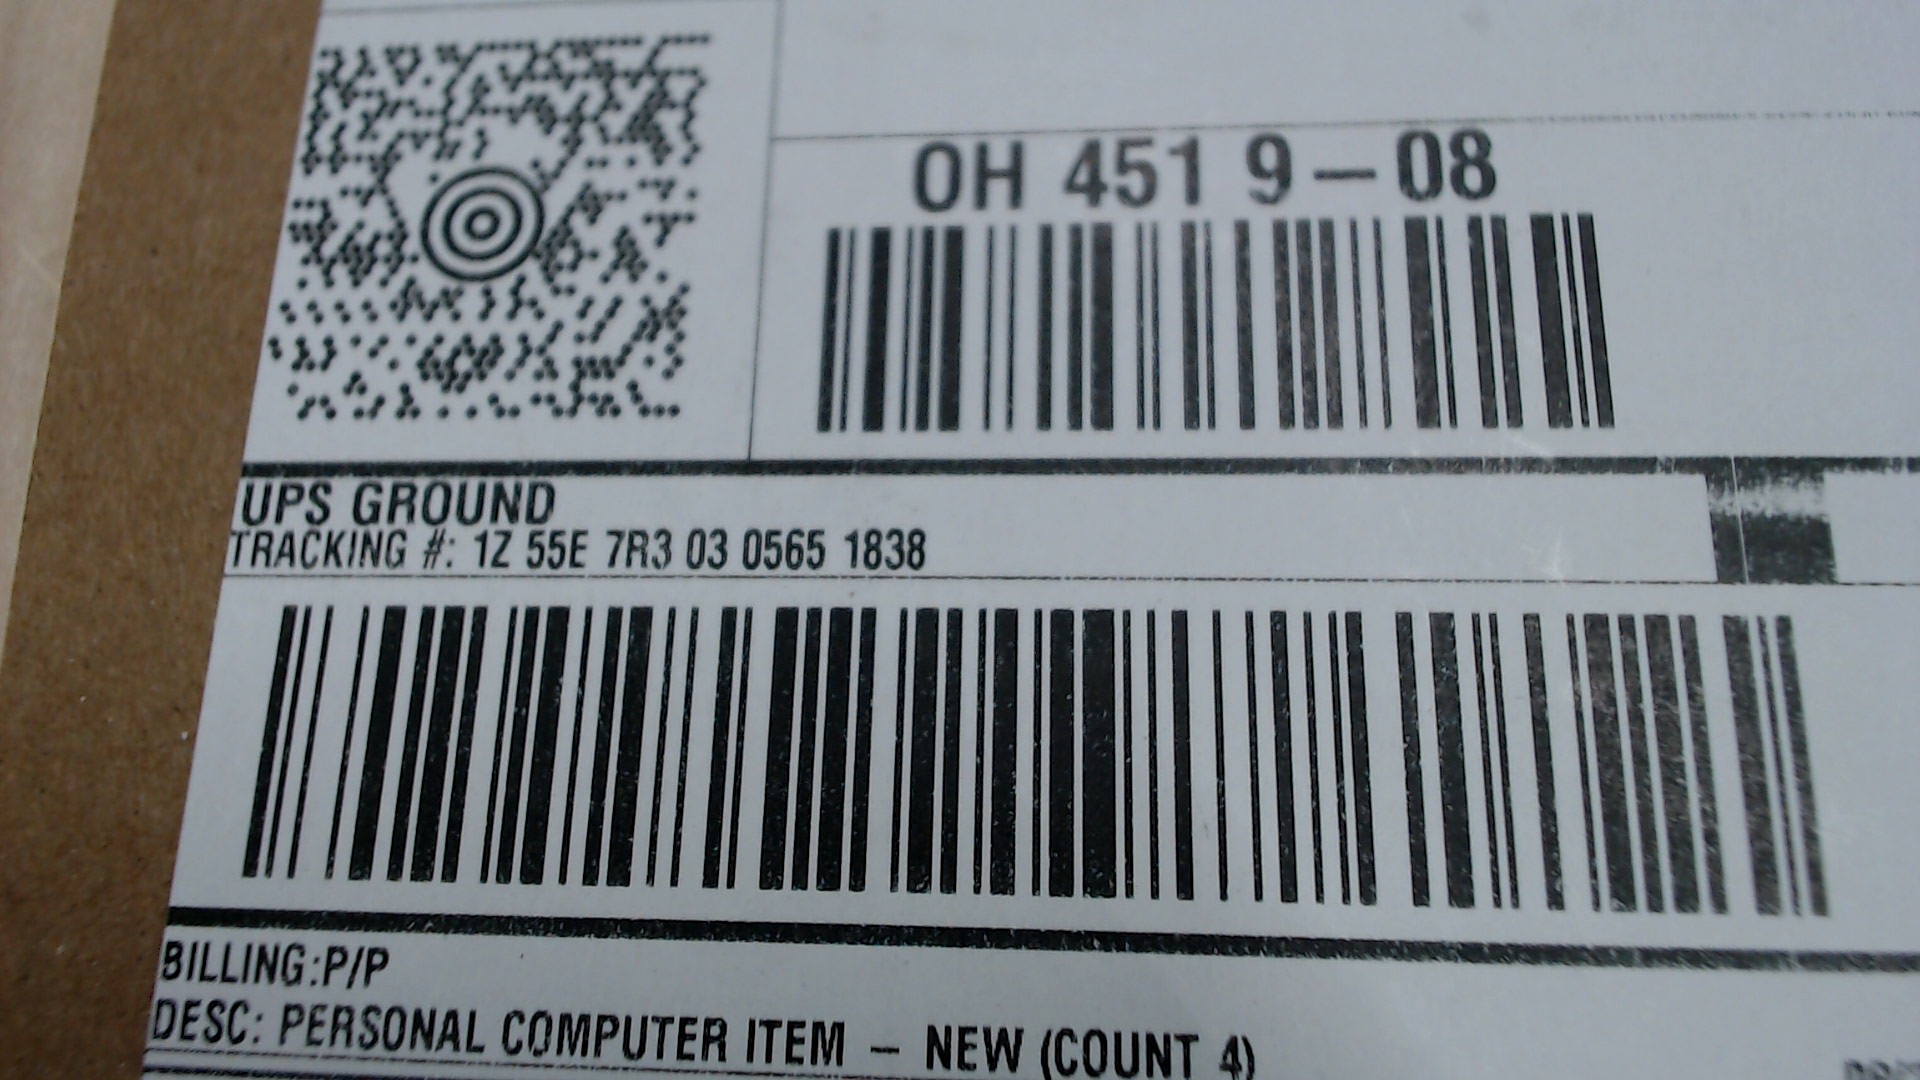 OH 451 9–08
UPS GROUND
TRACKING #: 1Z 55E 7R3 03 0565 1838
BILLING:P/P
DESC: PERSONAL COMPUTER ITEM – NEW (COUNT 4)